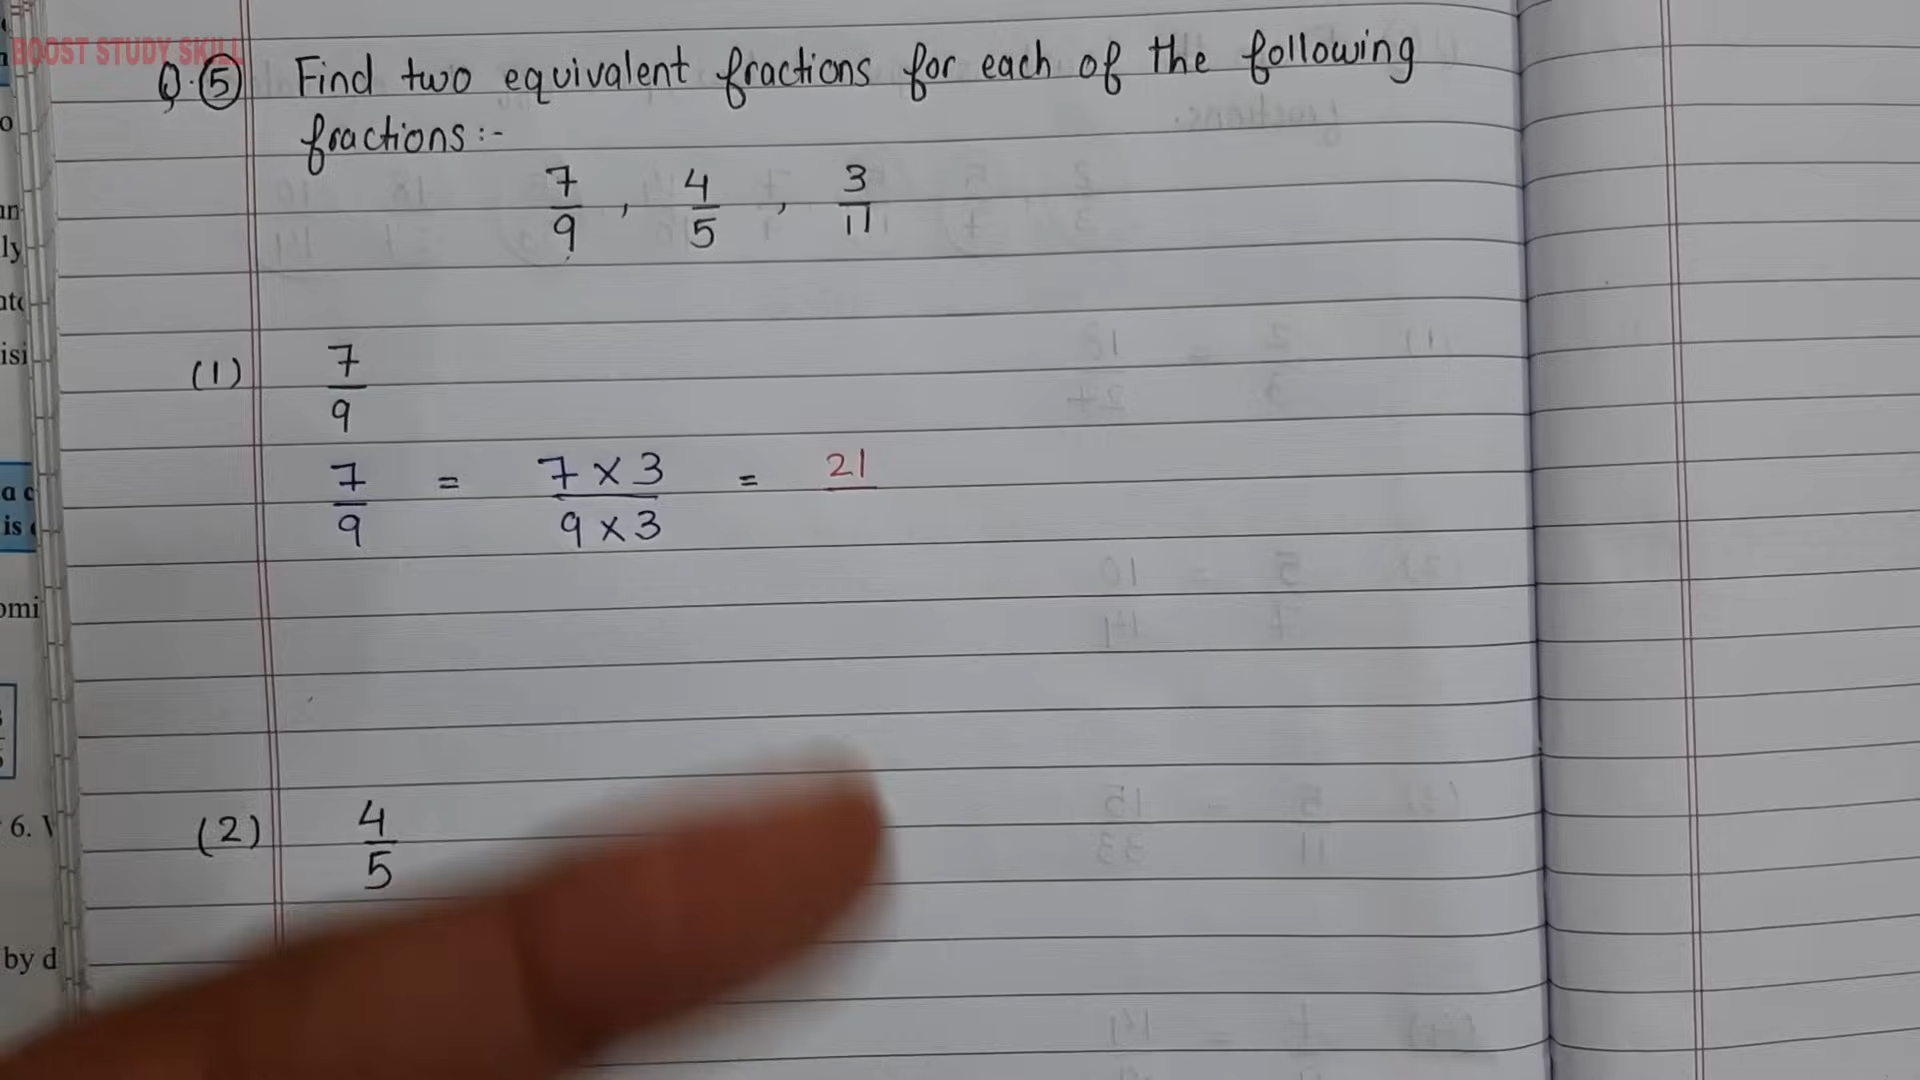 BOOST STUDY SKILL
Q.5 Find two equivalent fractions for each of the following
fractions:-
7/9 , 4/5 , 3/11
(1) 7/9
7/9 = 7 x 3/9 x 3 = 21
(2) 4/5